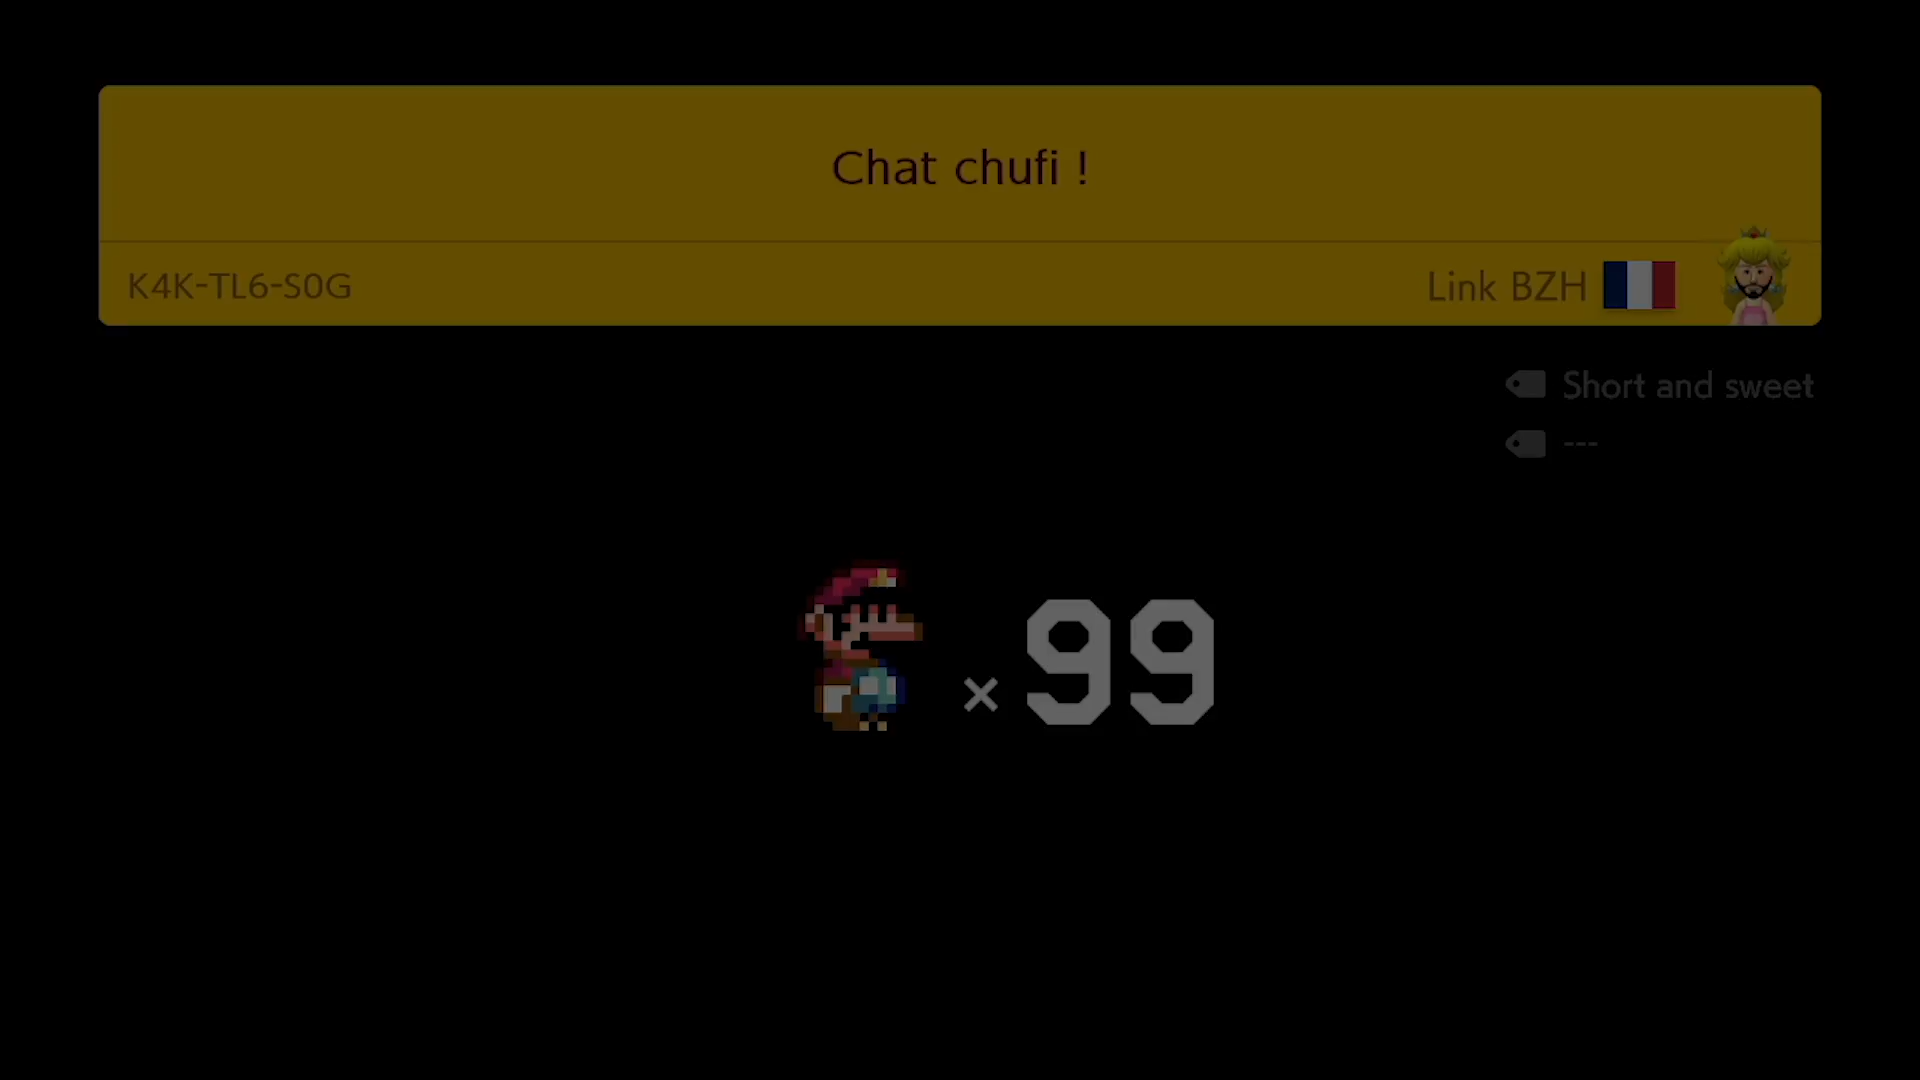 Chat chufi !
K4K-TL6-S0G
Link BZH
Short and sweet
---
× 99